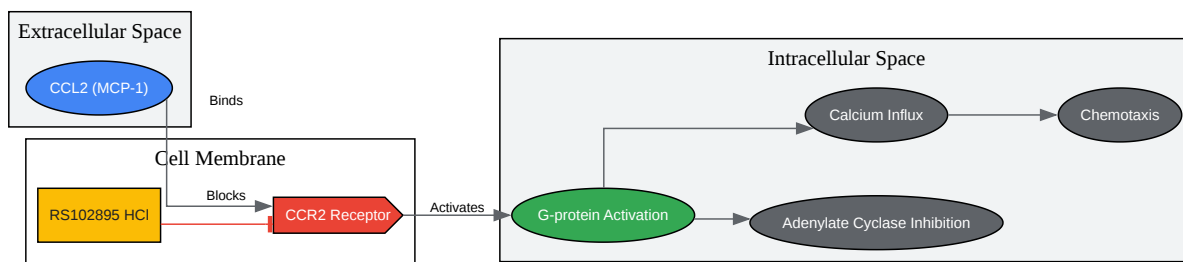 Extracellular Space
CCL2 (MCP-1)
Binds
Cell Membrane
RS102895 HCl
Blocks
CCR2 Receptor
Activates
Intracellular Space
G-protein Activation
Calcium Influx
Chemotaxis
Adenylate Cyclase Inhibition